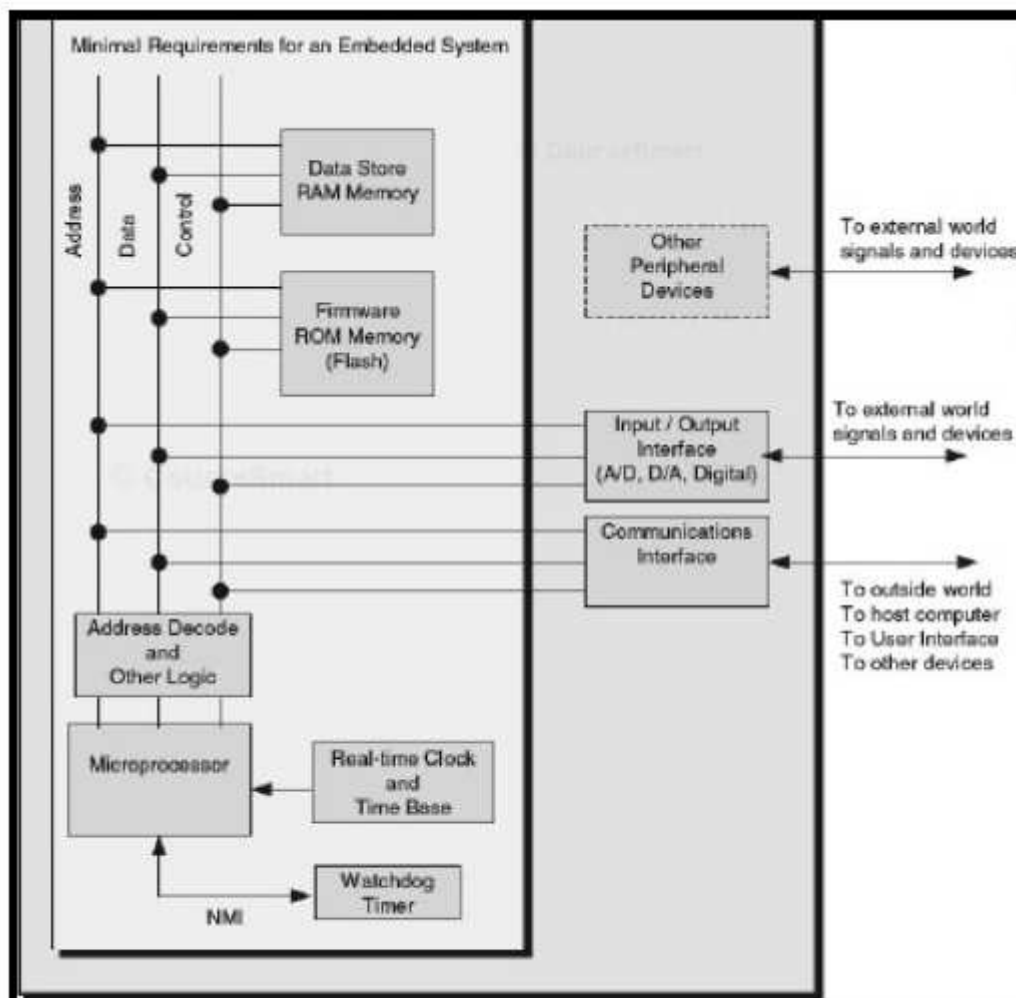 Minimal Requirements for an Embedded System
Address
Data
Control
Data Store
RAM Memory
Firmware
ROM Memory
(Flash)
Other
Peripheral
Devices
To external world
signals and devices
Input / Output
Interface
(A/D, D/A, Digital)
To external world
signals and devices
Communications
Interface
To outside world
To host computer
To User Interface
To other devices
Address Decode
and
Other Logic
Microprocessor
Real-time Clock
and
Time Base
Watchdog
Timer
NMI